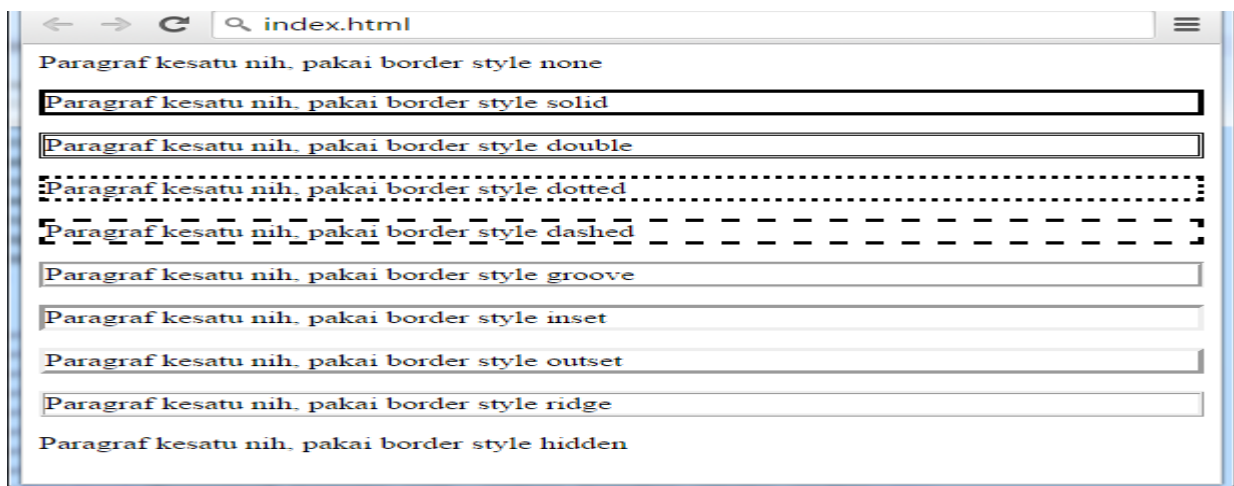 index.html
Paragraf kesatu nih, pakai border style none
Paragraf kesatu nih, pakai border style solid
Paragraf kesatu nih, pakai border style double
Paragraf kesatu nih, pakai border style dotted
Paragraf kesatu nih, pakai border style dashed
Paragraf kesatu nih, pakai border style groove
Paragraf kesatu nih, pakai border style inset
Paragraf kesatu nih, pakai border style outset
Paragraf kesatu nih, pakai border style ridge
Paragraf kesatu nih, pakai border style hidden